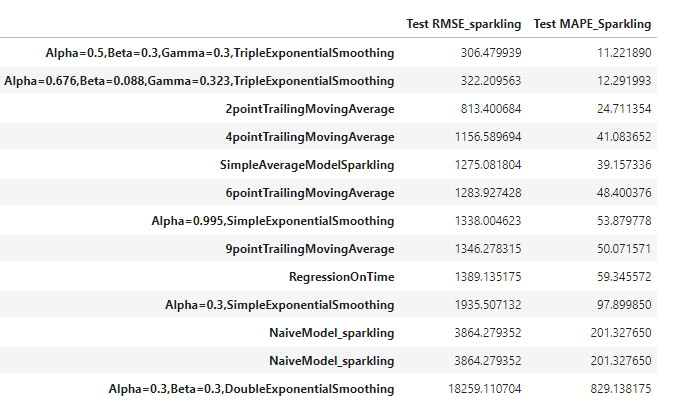 Test RMSE_sparkling Test MAPE_Sparkling
Alpha=0.5,Beta=0.3,Gamma=0.3,TripleExponentialSmoothing 306.479939 11.221890
Alpha=0.676,Beta=0.088,Gamma=0.323,TripleExponentialSmoothing 322.209563 12.291993
2pointTrailingMovingAverage 813.400684 24.711354
4pointTrailingMovingAverage 1156.589694 41.083652
SimpleAverageModelSparkling 1275.081804 39.157336
6pointTrailingMovingAverage 1283.927428 48.400376
Alpha=0.995,SimpleExponentialSmoothing 1338.004623 53.879778
9pointTrailingMovingAverage 1346.278315 50.071571
RegressionOnTime 1389.135175 59.345572
Alpha=0.3,SimpleExponentialSmoothing 1935.507132 97.899850
NaiveModel_sparkling 3864.279352 201.327650
NaiveModel_sparkling 3864.279352 201.327650
Alpha=0.3,Beta=0.3,DoubleExponentialSmoothing 18259.110704 829.138175